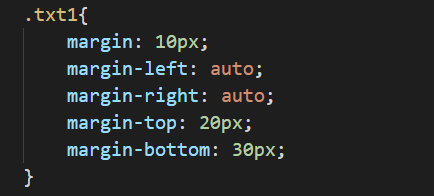 .txt1{
margin: 10px;
margin-left: auto;
margin-right: auto;
margin-top: 20px;
margin-bottom: 30px;
}